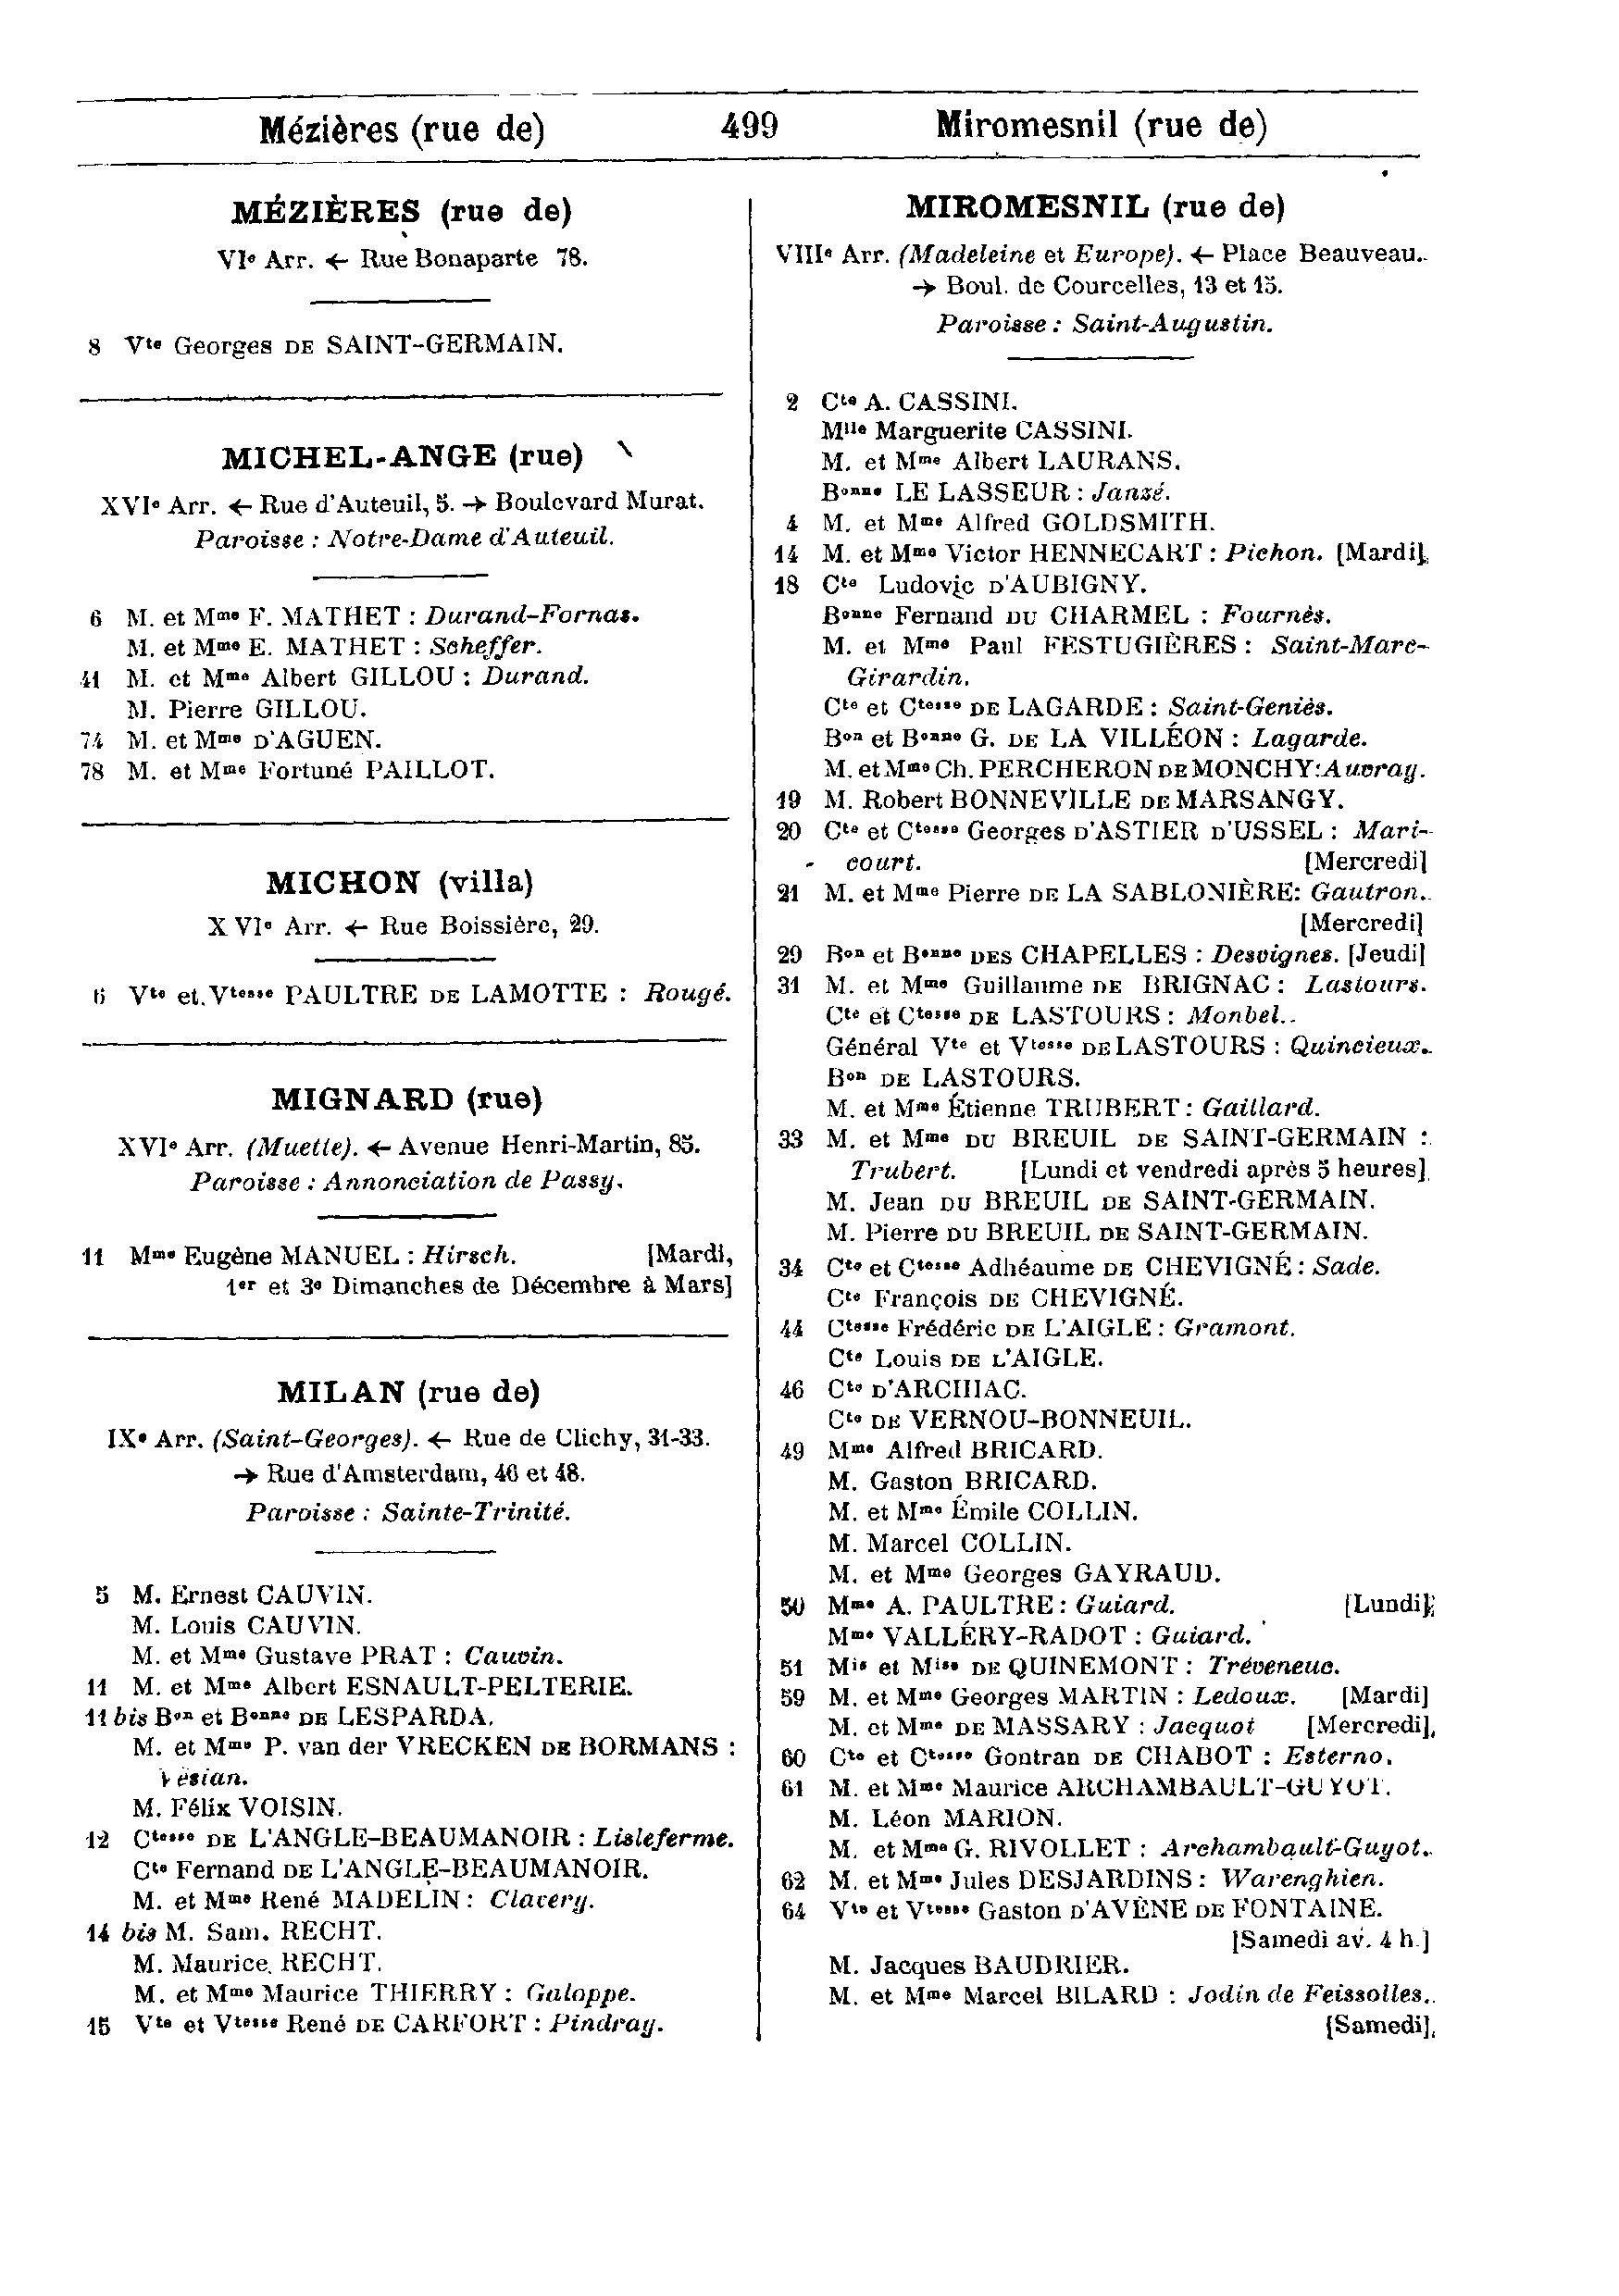 Mézières (rue de) 499 Miromesnil (rue de)
MÉZIÈRES (rue de)
VIe Arr. ← Rue Bonaparte 78.
8 Vte Georges DE SAINT-GERMAIN.
MICHEL-ANGE (rue)
XVIe Arr. ← Rue d'Auteuil, 5. → Boulevard Murat.
Paroisse : Notre-Dame d'Auteuil.
6 M. et Mme F. MATHET : Durand-Fornas.
M. et Mme E. MATHET : Scheffer.
41 M. et Mme Albert GILLOU : Durand.
M. Pierre GILLOU.
74 M. et Mme D'AGUEN.
78 M. et Mme Fortuné PAILLOT.
MICHON (villa)
XVIe Arr. ← Rue Boissière, 29.
6 Vte et Vtesse PAULTRE DE LAMOTTE : Rougé.
MIGNARD (rue)
XVIe Arr. (Muette). ← Avenue Henri-Martin, 85.
Paroisse : Annonciation de Passy.
11 Mme Eugène MANUEL : Hirsch. [Mardi,
1er et 3e Dimanches de Décembre à Mars]
MILAN (rue de)
IXe Arr. (Saint-Georges). ← Rue de Clichy, 31-33.
→ Rue d'Amsterdam, 46 et 48.
Paroisse : Sainte-Trinité.
5 M. Ernest CAUVIN.
M. Louis CAUVIN.
M. et Mme Gustave PRAT : Cauvin.
11 M. et Mme Albert ESNAULT-PELTERIE.
11 bis Bon et Bonne DE LESPARDA.
M. et Mme P. van der VRECKEN DE BORMANS :
Vésian.
M. Félix VOISIN.
12 Ctesse DE L'ANGLE-BEAUMANOIR : Lisleferme.
Cte Fernand DE L'ANGLE-BEAUMANOIR.
M. et Mme René MADELIN : Clavery.
14 bis M. Sam. RECHT.
M. Maurice RECHT.
M. et Mme Maurice THIERRY : Galoppe.
15 Vte et Vtesse René DE CARFORT : Pindray.
MIROMESNIL (rue de)
VIIIe Arr. (Madeleine et Europe). ← Place Beauveau.
→ Boul. de Courcelles, 13 et 15.
Paroisse : Saint-Augustin.
2 Cte A. CASSINI.
Mlle Marguerite CASSINI.
M. et Mme Albert LAURANS.
Bonne LE LASSEUR : Janzé.
4 M. et Mme Alfred GOLDSMITH.
14 M. et Mme Victor HENNECART : Pichon. [Mardi]
18 Cte Ludovic D'AUBIGNY.
Bonne Fernand DU CHARMEL : Fournès.
M. et Mme Paul FESTUGIÈRES : Saint-Marc-
Girardin.
Cte et Ctesse DE LAGARDE : Saint-Geniès.
Bon et Bonne G. DE LA VILLÉON : Lagarde.
M. et Mme Ch. PERCHERON DE MONCHY : Auvray.
19 M. Robert BONNEVILLE DE MARSANGY.
20 Cte et Ctesse Georges D'ASTIER D'USSEL : Mari-
court. [Mercredi]
21 M. et Mme Pierre DE LA SABLONIÈRE : Gautron.
[Mercredi]
29 Bon et Bonne DES CHAPELLES : Desvignes. [Jeudi]
31 M. et Mme Guillaume DE BRIGNAC : Lastours.
Cte et Ctesse DE LASTOURS : Monbel.
Général Vte et Vtesse DE LASTOURS : Quincieux.
Bon DE LASTOURS.
M. et Mme Étienne TRUBERT : Gaillard.
33 M. et Mme DU BREUIL DE SAINT-GERMAIN :
Trubert. [Lundi et vendredi après 5 heures]
M. Jean DU BREUIL DE SAINT-GERMAIN.
M. Pierre DU BREUIL DE SAINT-GERMAIN.
34 Cte et Ctesse Adhéaume DE CHEVIGNÉ : Sade.
Cte François DE CHEVIGNÉ.
44 Ctesse Frédéric DE L'AIGLE : Gramont.
Cte Louis DE L'AIGLE.
46 Cte D'ARCHIAC.
Cte DE VERNOU-BONNEUIL.
49 Mme Alfred BRICARD.
M. Gaston BRICARD.
M. et Mme Émile COLLIN.
M. Marcel COLLIN.
M. et Mme Georges GAYRAUD.
50 Mme A. PAULTRE : Guiard. [Lundi]
Mme VALLÉRY-RADOT : Guiard.
51 Mis et Mise DE QUINEMONT : Tréveneuc.
59 M. et Mme Georges MARTIN : Ledoux. [Mardi]
M. et Mme DE MASSARY : Jacquot [Mercredi]
60 Cte et Ctesse Gontran DE CHABOT : Esterno.
61 M. et Mme Maurice ARCHAMBAULT-GUYOT.
M. Léon MARION.
M. et Mme G. RIVOLLET : Archambault-Guyot.
62 M. et Mme Jules DESJARDINS : Warenghien.
64 Vte et Vtesse Gaston D'AVÈNE DE FONTAINE.
[Samedi av. 4 h.]
M. Jacques BAUDRIER.
M. et Mme Marcel BILARD : Jodin de Feissolles.
[Samedi]